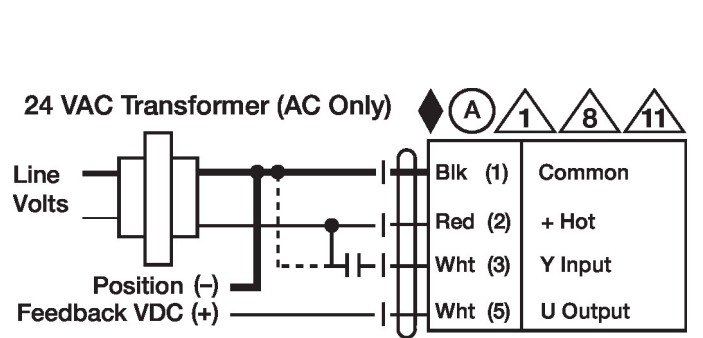 24 VAC Transformer (AC Only)
A 1 8 11
Line
Volts
Blk (1) Common
Red (2) + Hot
Wht (3) Y Input
Wht (5) U Output
Position (–)
Feedback VDC (+)